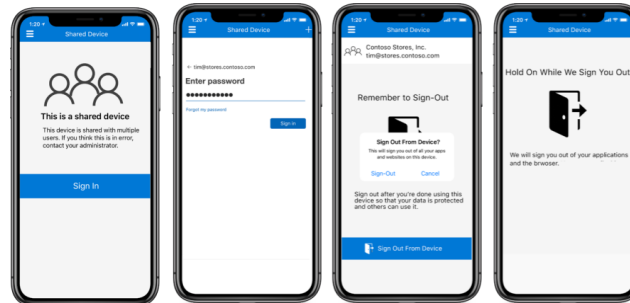 1:20
Shared Device
This is a shared device
This device is shared with multiple
users. If you think this is in error,
contact your administrator.
Sign In
1:20
Shared Device
+
← tim@stores.contoso.com
Enter password
Forgot my password
Sign in
1:20
Shared Device
Contoso Stores, Inc.
tim@stores.contoso.com
Remember to Sign-Out
Sign Out From Device?
This will sign you out of all your apps
and websites on this device.
Sign-Out Cancel
Sign out after you're done using this
device so that your data is protected
and others can use it.
Sign Out From Device
1:20
Shared Device
Hold On While We Sign You Out
We will sign you out of your applications
and the brwoser.